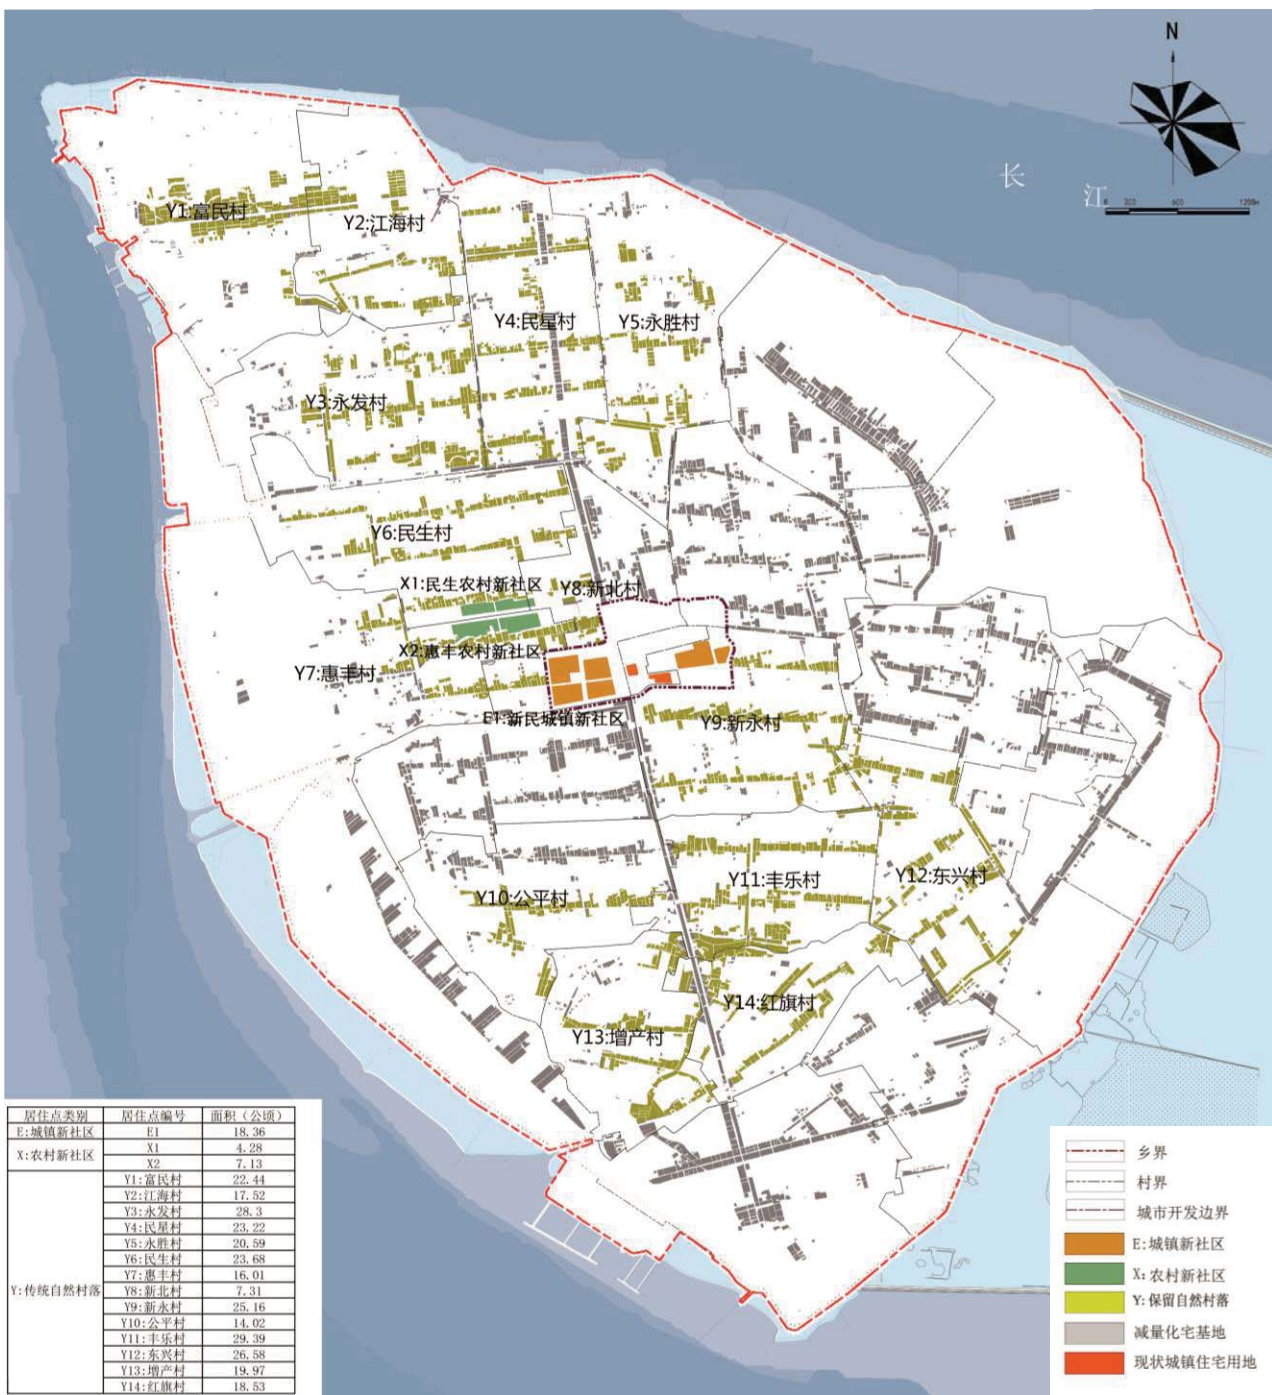 N
长
江
0 300 600 1200m
Y1:富民村
Y2:江海村
Y4:民星村
Y5:永胜村
Y3:永发村
Y6:民生村
X1:民生农村新社区
Y8:新北村
X2:惠丰农村新社区
Y7:惠丰村
E1:新民城镇新社区
Y9:新永村
Y11:丰乐村
Y12:东兴村
Y10:公平村
Y14:红旗村
Y13:增产村
居住点类别 居住点编号 面积（公顷）
E:城镇新社区 E1 18.36
X:农村新社区 X1 4.28
X2 7.13
Y:传统自然村落 Y1:富民村 22.44
Y2:江海村 17.52
Y3:永发村 28.3
Y4:民星村 23.22
Y5:永胜村 20.59
Y6:民生村 23.68
Y7:惠丰村 16.01
Y8:新北村 7.31
Y9:新永村 25.16
Y10:公平村 14.02
Y11:丰乐村 29.39
Y12:东兴村 26.58
Y13:增产村 19.97
Y14:红旗村 18.53
乡界
村界
城市开发边界
E:城镇新社区
X:农村新社区
Y:保留自然村落
减量化宅基地
现状城镇住宅用地